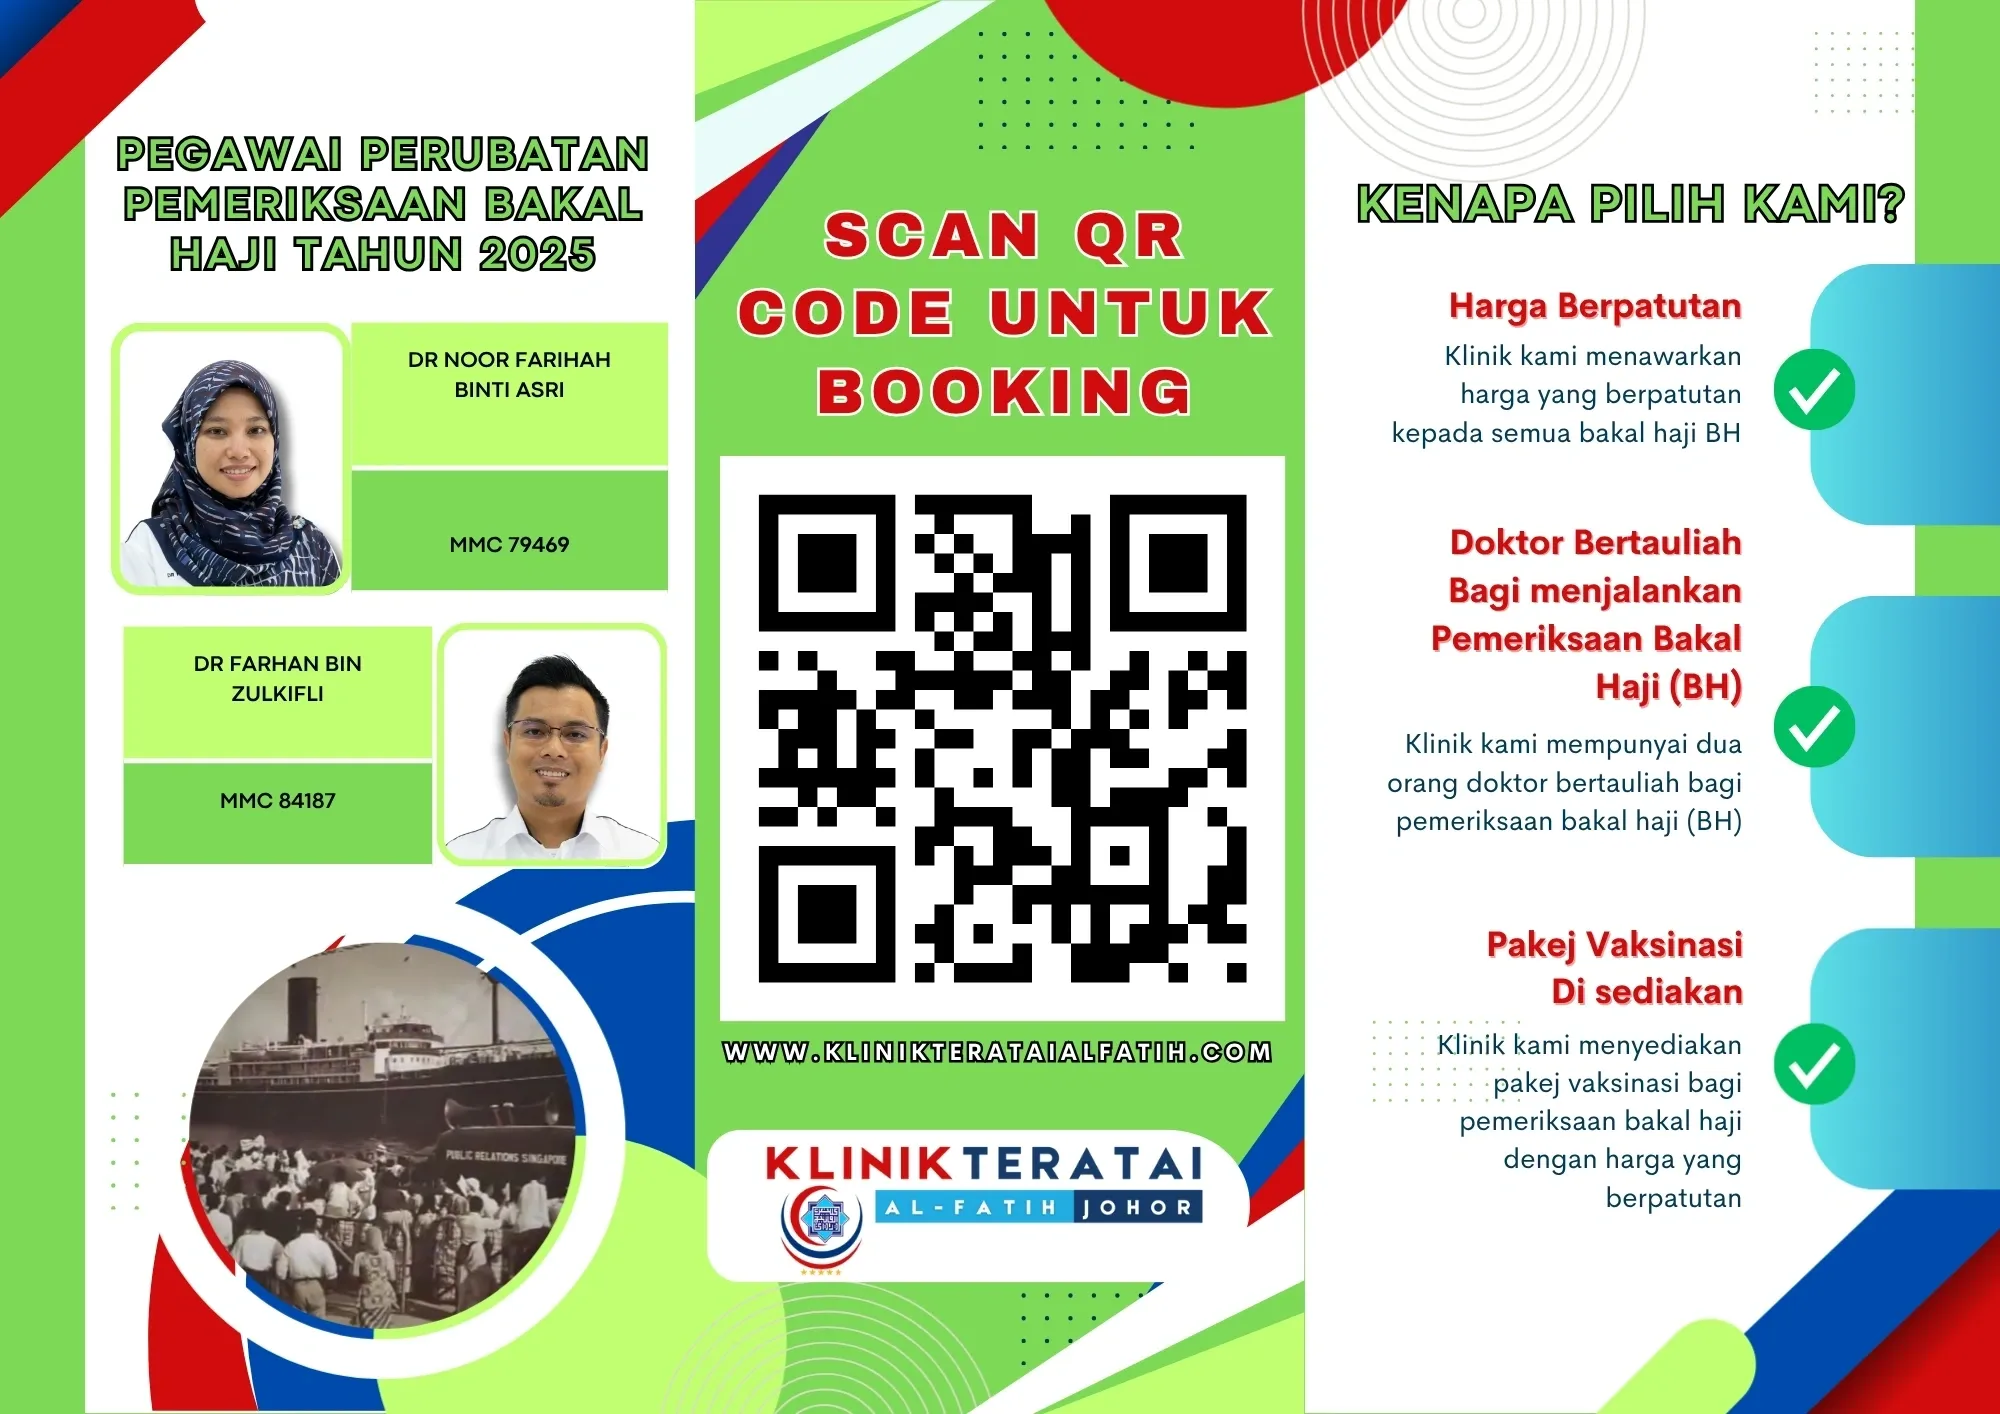 PEGAWAI PERUBATAN
PEMERIKSAAN BAKAL
HAJI TAHUN 2025
DR NOOR FARIHAH
BINTI ASRI
MMC 79469
DR FARHAN BIN
ZULKIFLI
MMC 84187
PUBLIC RELATIONS SINGAPORE
SCAN QR
CODE UNTUK
BOOKING
WWW.KLINIKTERATAIALFATIH.COM
KLINIK TERATAI
AL-FATIH JOHOR
KENAPA PILIH KAMI?
Harga Berpatutan
Klinik kami menawarkan
harga yang berpatutan
kepada semua bakal haji BH
Doktor Bertauliah
Bagi menjalankan
Pemeriksaan Bakal
Haji (BH)
Klinik kami mempunyai dua
orang doktor bertauliah bagi
pemeriksaan bakal haji (BH)
Pakej Vaksinasi
Di sediakan
Klinik kami menyediakan
pakej vaksinasi bagi
pemeriksaan bakal haji
dengan harga yang
berpatutan